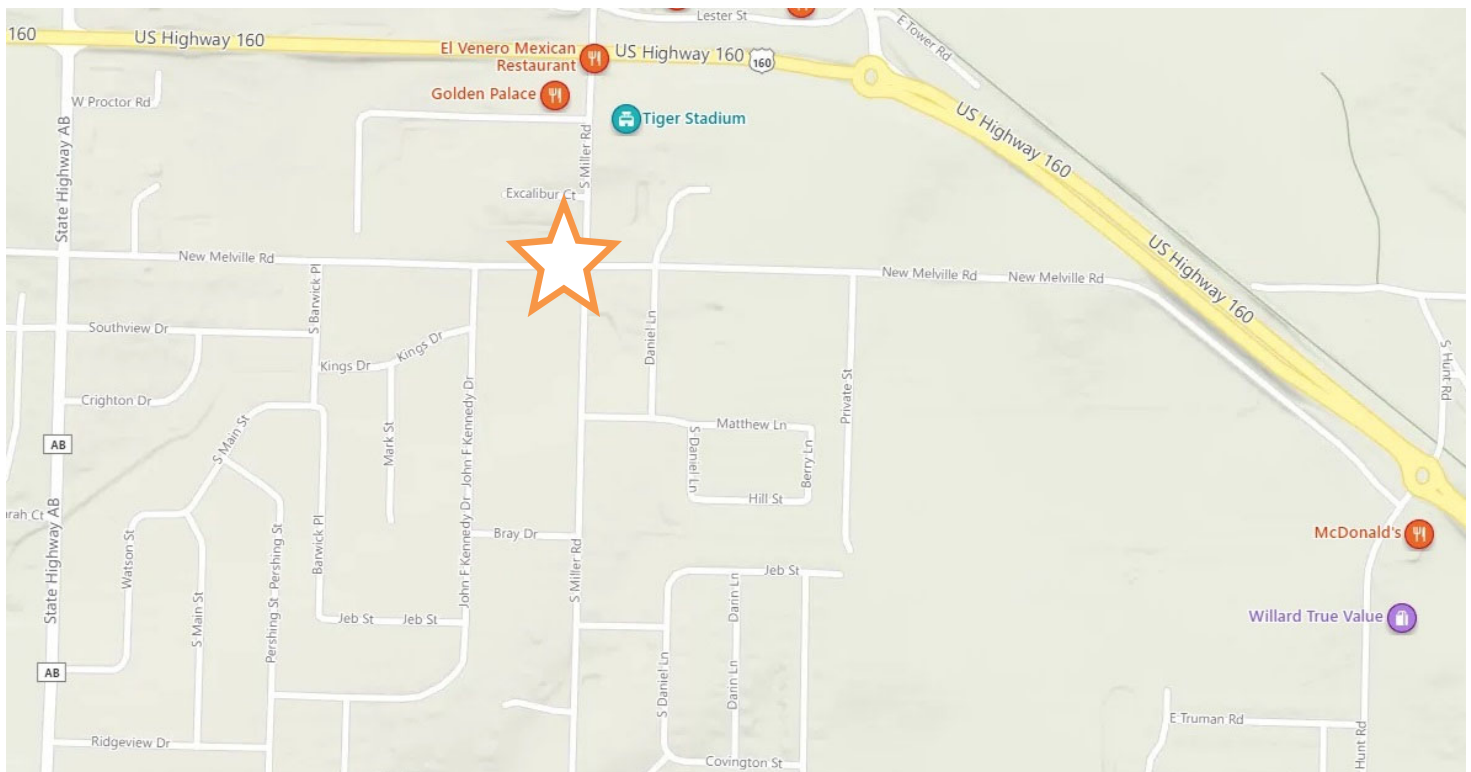 Lester St
160
US Highway 160
El Venero Mexican
Restaurant
US Highway 160
160
E Tower Rd
W Proctor Rd
Golden Palace
Tiger Stadium
US Highway 160
State Highway AB
S Miller Rd
Excalibur Ct
New Melville Rd
New Melville Rd
New Melville Rd
US Highway 160
Southview Dr
S Barwick Pl
Kings Dr
Kings Dr
Daniel Ln
S Hunt Rd
Crighton Dr
John F Kennedy Dr
Private St
S Main St
Mark St
Matthew Ln
AB
S Daniel Ln
Berry Ln
Hill St
arah Ct
State Highway AB
Watson St
Pershing St
Barwick Pl
John F Kennedy Dr
Bray Dr
McDonald's
S Miller Rd
Jeb St
S Main St
Pershing St
Jeb St
Jeb St
Darin Ln
Willard True Value
AB
S Daniel Ln
Darin Ln
E Truman Rd
Ridgeview Dr
Hunt Rd
Covington St